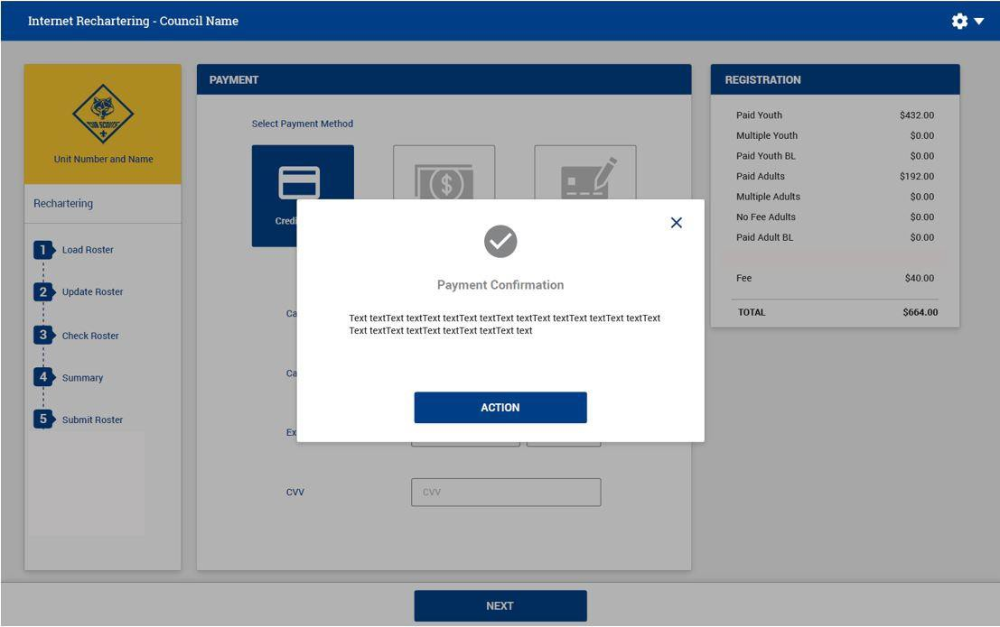 Internet Rechartering - Council Name
CUB SCOUTS
Unit Number and Name
Rechartering
1 Load Roster
2 Update Roster
3 Check Roster
4 Summary
5 Submit Roster
PAYMENT
Select Payment Method
Credi
Ca
Ca
Ex
CVV
CVV
Payment Confirmation
Text textText textText textText textText textText textText textText textText
Text textText textText textText textText text
ACTION
REGISTRATION
Paid Youth $432.00
Multiple Youth $0.00
Paid Youth BL $0.00
Paid Adults $192.00
Multiple Adults $0.00
No Fee Adults $0.00
Paid Adult BL $0.00
Fee $40.00
TOTAL $664.00
NEXT